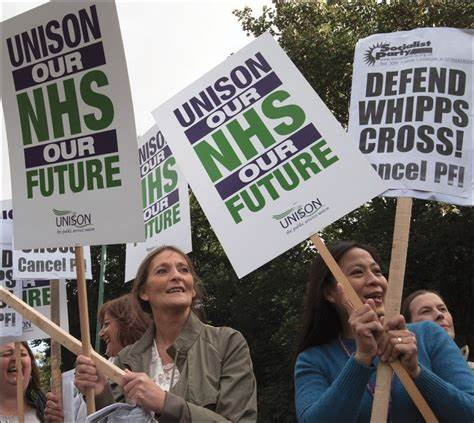 UNISON
OUR
NHS
OUR
FUTURE
UNISON
the public service union
UNISON
OUR
NHS
OUR
FUTURE
UNISON
OUR
NHS
OUR
FUTURE
UNISON
the public service union
Socialist
Party
DEFEND
WHIPPS
CROSS!
Cancel PFI
CROSS
Cancel PFI